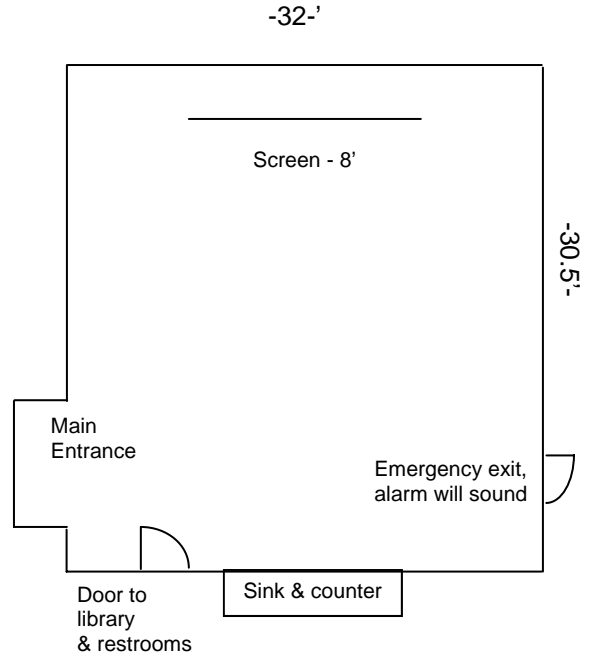 -32-’
Screen - 8’
-30.5’-
Main
Entrance
Emergency exit,
alarm will sound
Door to
library
& restrooms
Sink & counter